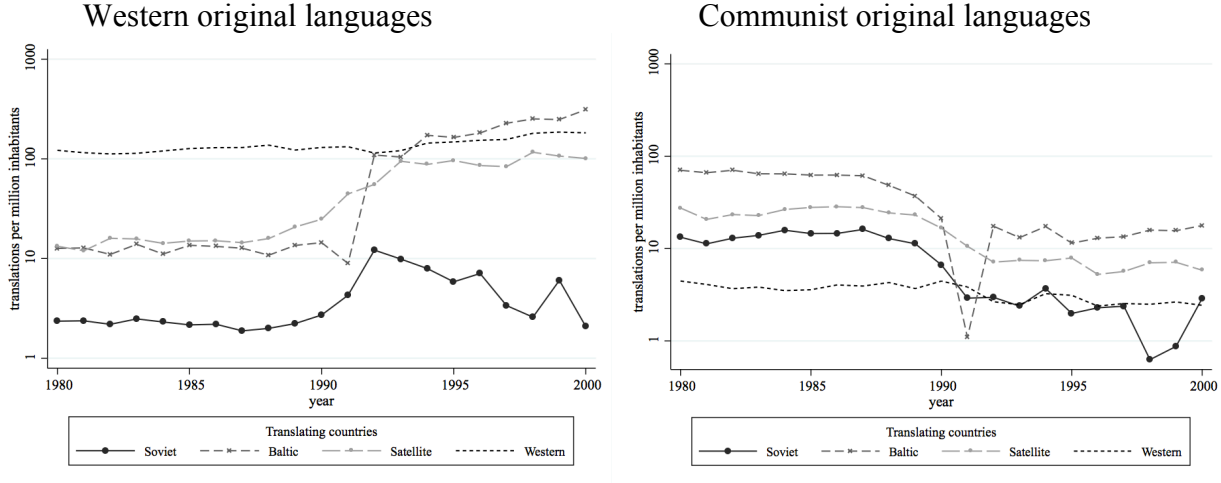 Western original languages
translations per million inhabitants
1000
100
10
1
1980 1985 1990 1995 2000
year
Translating countries
Soviet Baltic Satellite Western
Communist original languages
translations per million inhabitants
1000
100
10
1
1980 1985 1990 1995 2000
year
Translating countries
Soviet Baltic Satellite Western